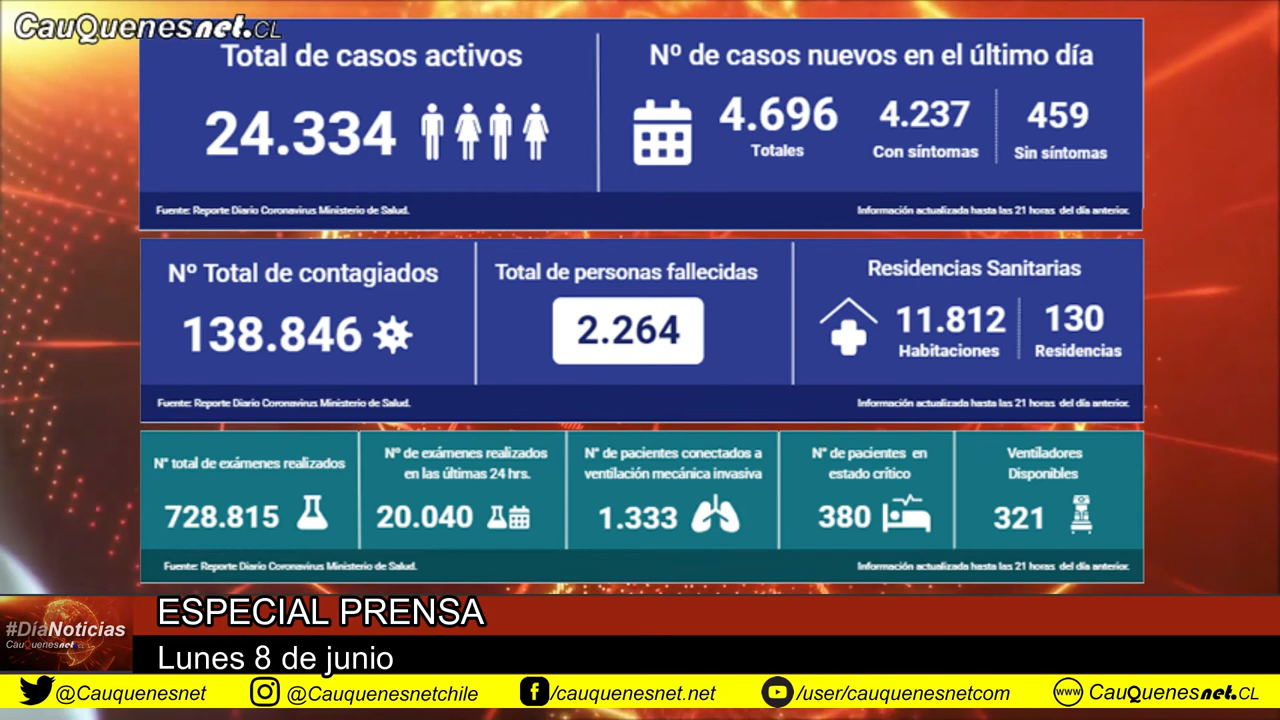 CauQuenesnet.CL
Total de casos activos
24.334
Nº de casos nuevos en el último día
4.696
Totales
4.237
Con síntomas
459
Sin síntomas
Fuente: Reporte Diario Coronavirus Ministerio de Salud.
Información actualizada hasta las 21 horas del día anterior.
Nº Total de contagiados
138.846
Total de personas fallecidas
2.264
Residencias Sanitarias
11.812
Habitaciones
130
Residencias
Fuente: Reporte Diario Coronavirus Ministerio de Salud.
Información actualizada hasta las 21 horas del día anterior.
N° total de exámenes realizados
728.815
Nº de exámenes realizados
en las últimas 24 hrs.
20.040
N° de pacientes conectados a
ventilación mecánica invasiva
1.333
N° de pacientes en
estado crítico
380
Ventiladores
Disponibles
321
Fuente: Reporte Diario Coronavirus Ministerio de Salud.
Información actualizada hasta las 21 horas del día anterior.
#DíaNoticias
CauQuenesnet.cl
ESPECIAL PRENSA
Lunes 8 de junio
@Cauquenesnet
@Cauquenesnetchile
/cauquenesnet.net
/user/cauquenesnetcom
www
CauQuenesnet.CL